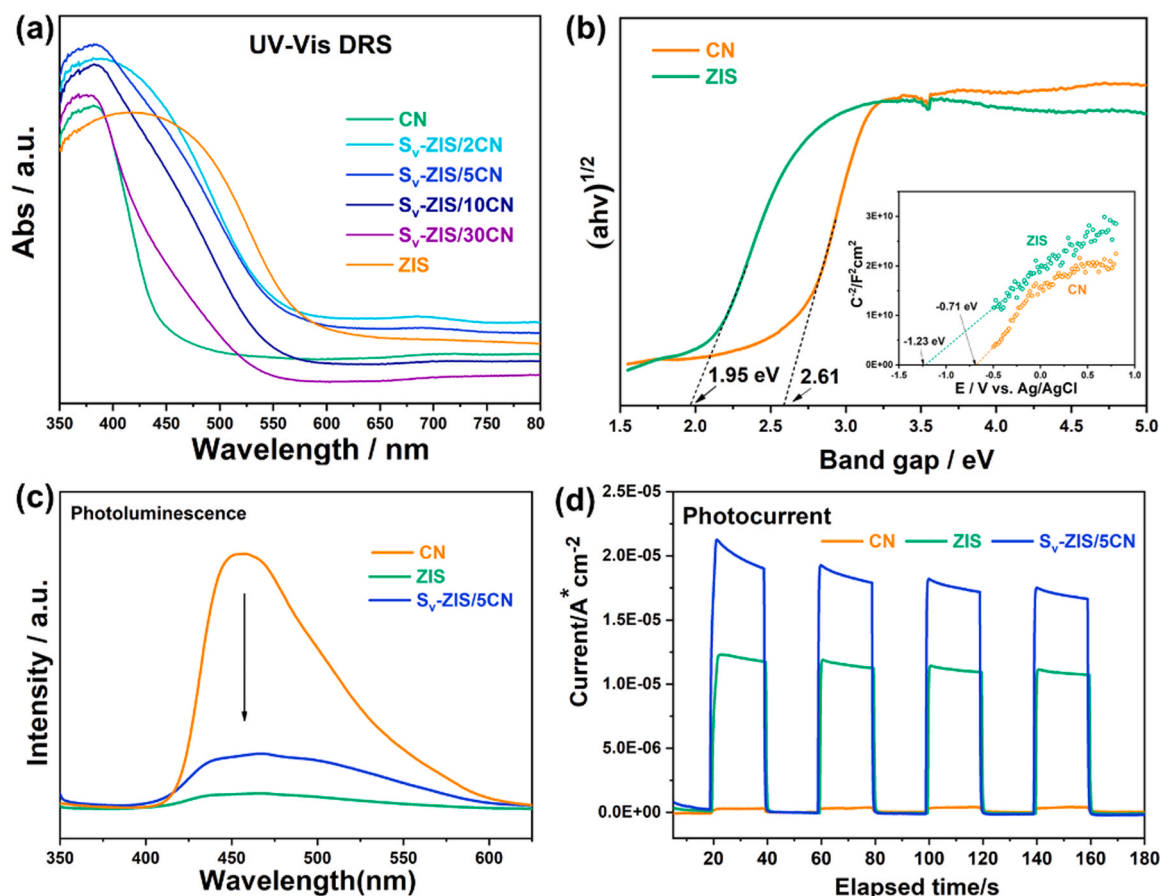 (a)
UV-Vis DRS
CN
Sv-ZIS/2CN
Sv-ZIS/5CN
Sv-ZIS/10CN
Sv-ZIS/30CN
ZIS
Abs / a.u.
350 400 450 500 550 600 650 700 750 80
Wavelength / nm
(b)
CN
ZIS
(ahv)1/2
1.95 eV
2.61
1.5 2.0 2.5 3.0 3.5 4.0 4.5 5.0
Band gap / eV
3E+10
2E+10
1E+10
0E+00
C-2/F2cm2
ZIS
CN
-0.71 eV
-1.23 eV
-1.5 -1.0 -0.5 0.0 0.5 1.0
E / V vs. Ag/AgCl
(c)
Photoluminescence
CN
ZIS
Sv-ZIS/5CN
Intensity / a.u.
350 400 450 500 550 600
Wavelength(nm)
(d)
Photocurrent
CN ZIS Sv-ZIS/5CN
2.5E-05
2.0E-05
1.5E-05
1.0E-05
5.0E-06
0.0E+00
Current/A*cm-2
20 40 60 80 100 120 140 160 180
Elapsed time/s